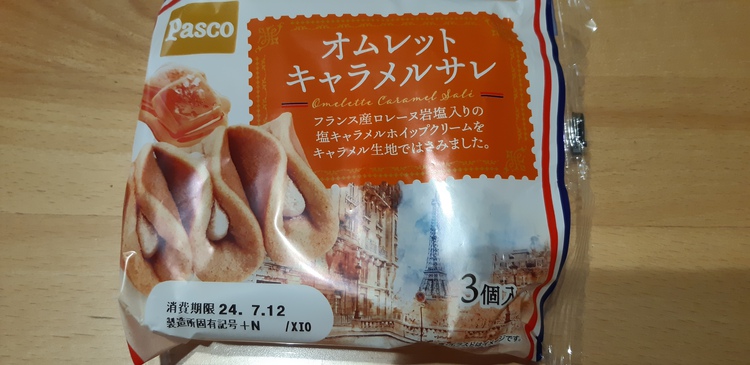 Pasco
オムレット
キャラメルサレ
Omelette Caramel Salé
フランス産ロレーヌ岩塩入りの
塩キャラメルホイップクリームを
キャラメル生地ではさみました。
3個入
消費期限 24. 7.12
製造所固有記号+N /XIO
です。